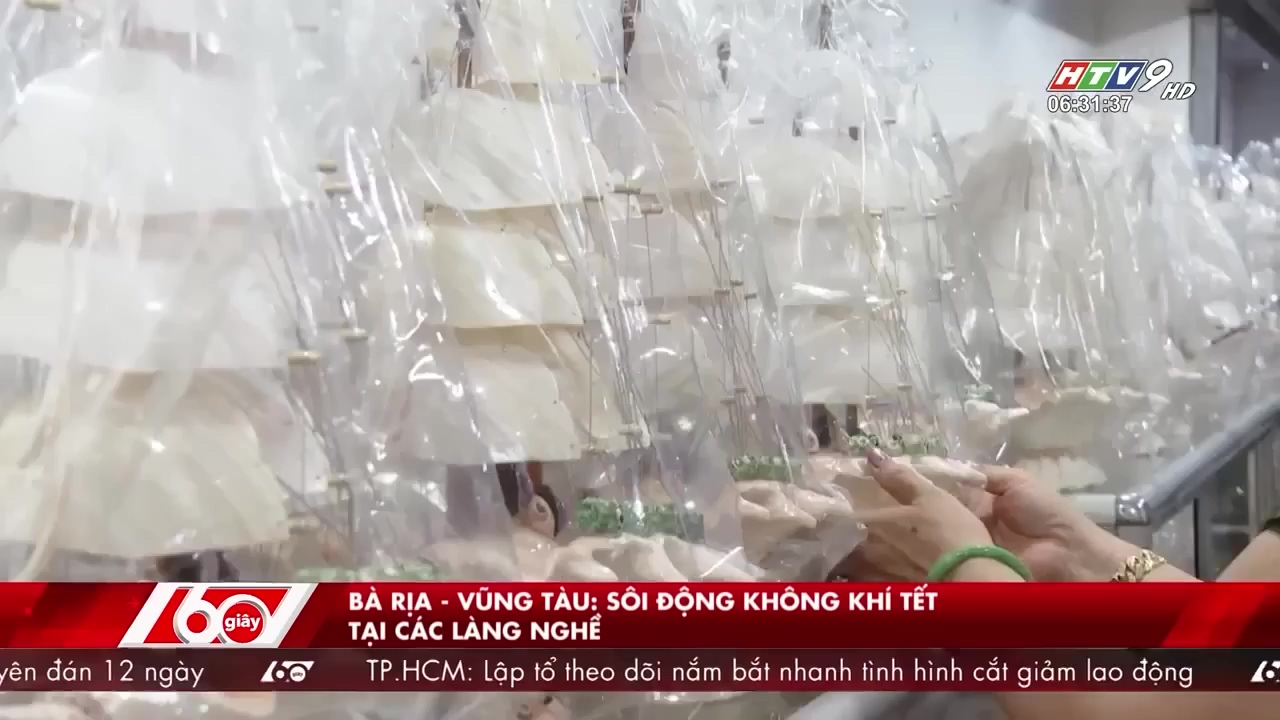 HTV9 HD
06:31:37
60 giây
BÀ RỊA - VŨNG TÀU: SÔI ĐỘNG KHÔNG KHÍ TẾT
TẠI CÁC LÀNG NGHỀ
yên đán 12 ngày 60 giây TP.HCM: Lập tổ theo dõi nắm bắt nhanh tình hình cắt giảm lao động